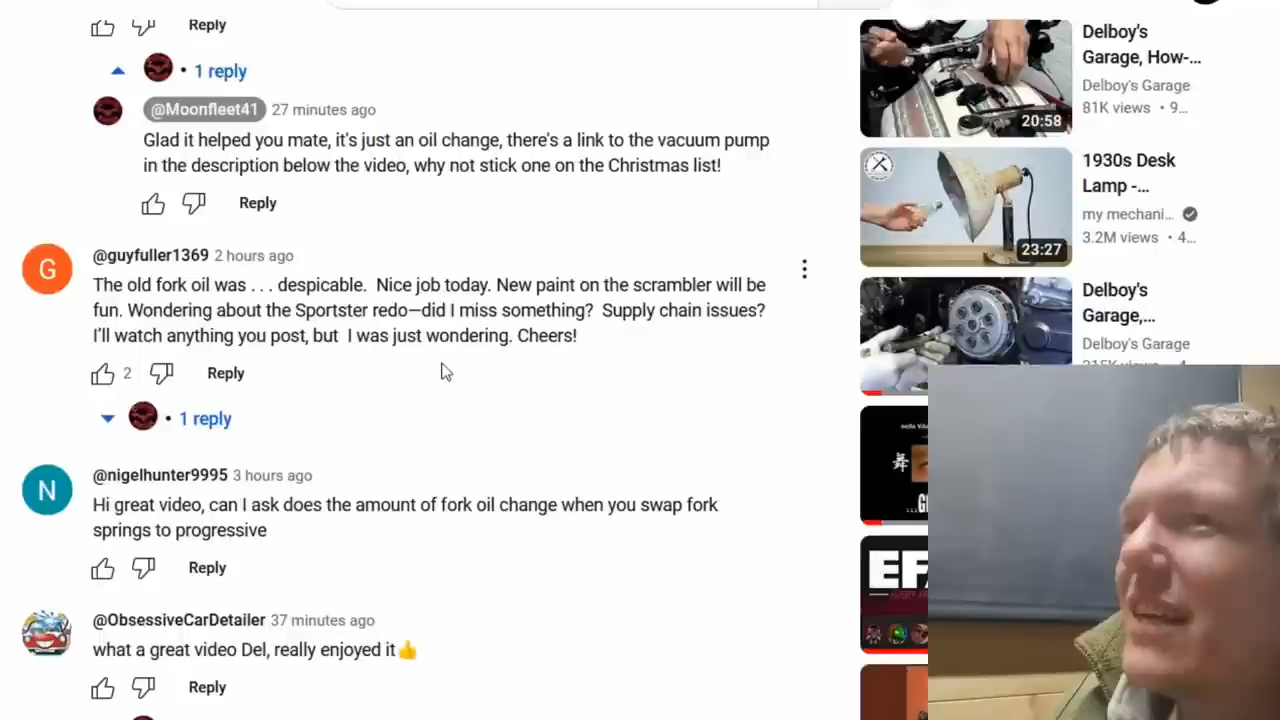 Reply
1 reply
@Moonfleet41 27 minutes ago
Glad it helped you mate, it's just an oil change, there's a link to the vacuum pump
in the description below the video, why not stick one on the Christmas list!
Reply
G
@guyfuller1369 2 hours ago
The old fork oil was . . . despicable. Nice job today. New paint on the scrambler will be
fun. Wondering about the Sportster redo—did I miss something? Supply chain issues?
I'll watch anything you post, but I was just wondering. Cheers!
2 Reply
1 reply
N
@nigelhunter9995 3 hours ago
Hi great video, can I ask does the amount of fork oil change when you swap fork
springs to progressive
Reply
@ObsessiveCarDetailer 37 minutes ago
what a great video Del, really enjoyed it👍
Reply
20:58
Delboy's
Garage, How-...
Delboy's Garage
81K views • 9...
23:27
1930s Desk
Lamp -...
my mechani...
3.2M views • 4...
Delboy's
Garage,...
Delboy's Garage
EF